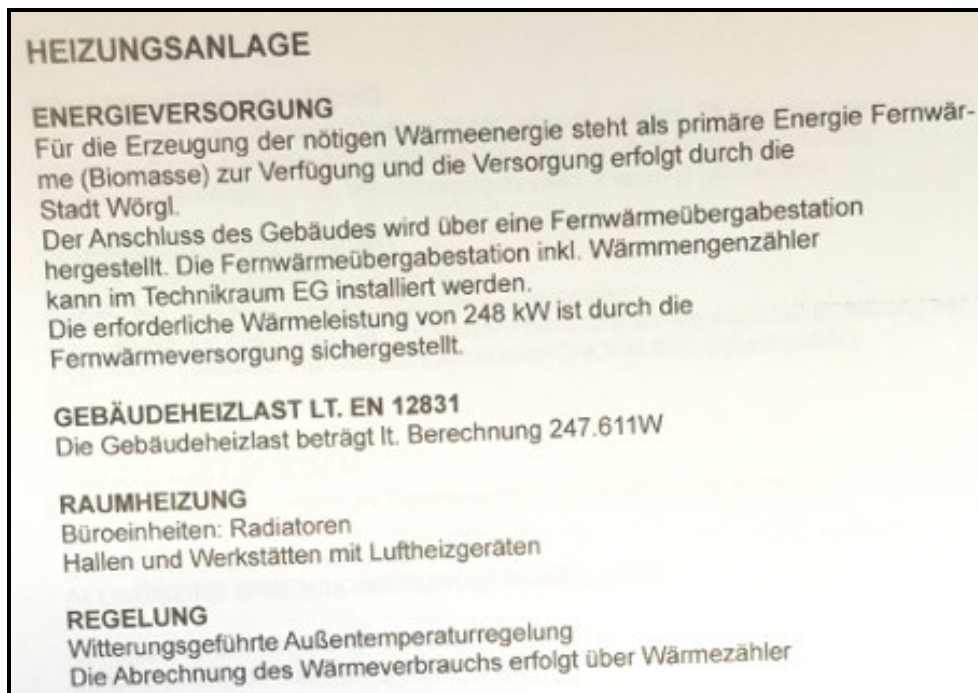 HEIZUNGSANLAGE
ENERGIEVERSORGUNG
Für die Erzeugung der nötigen Wärmeenergie steht als primäre Energie Fernwär-
me (Biomasse) zur Verfügung und die Versorgung erfolgt durch die
Stadt Wörgl.
Der Anschluss des Gebäudes wird über eine Fernwärmeübergabestation
hergestellt. Die Fernwärmeübergabestation inkl. Wärmmengenzähler
kann im Technikraum EG installiert werden.
Die erforderliche Wärmeleistung von 248 kW ist durch die
Fernwärmeversorgung sichergestellt.
GEBÄUDEHEIZLAST LT. EN 12831
Die Gebäudeheizlast beträgt lt. Berechnung 247.611W
RAUMHEIZUNG
Büroeinheiten: Radiatoren
Hallen und Werkstätten mit Luftheizgeräten
REGELUNG
Witterungsgeführte Außentemperaturregelung
Die Abrechnung des Wärmeverbrauchs erfolgt über Wärmezähler